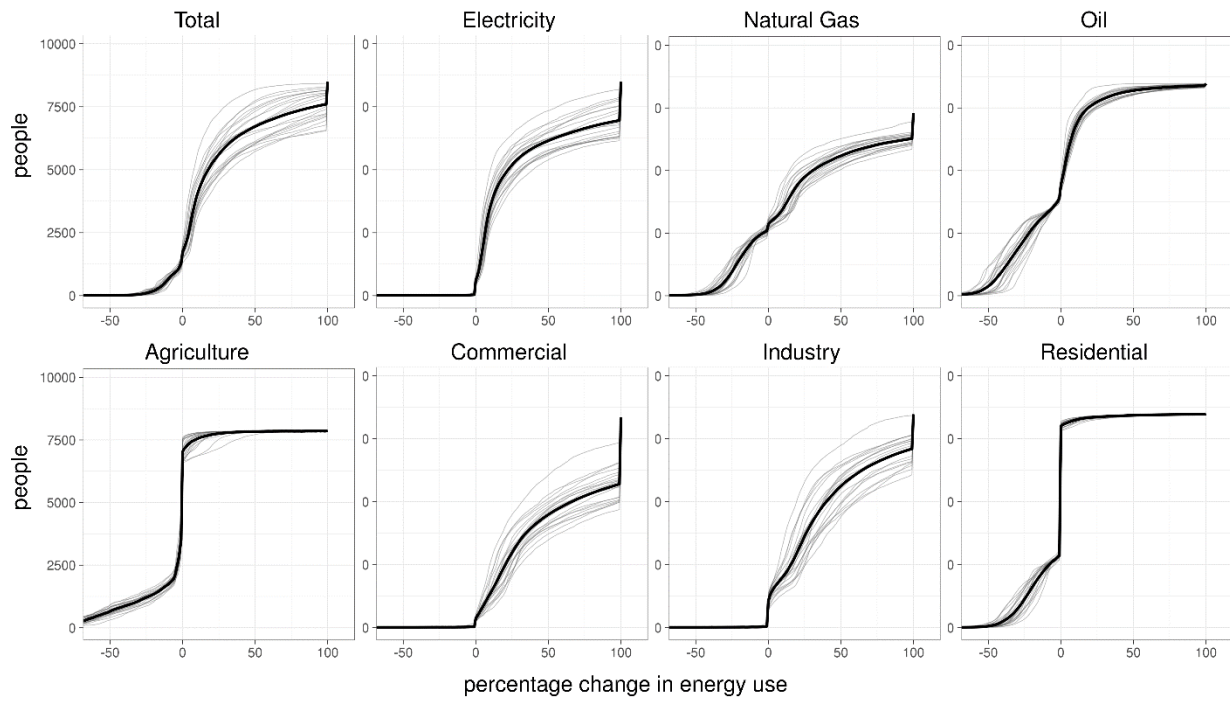 Total Electricity Natural Gas Oil
people
10000 0 0 0
7500 0 0 0
5000 0 0 0
2500 0 0 0
0 0 0 0
-50 0 50 100 -50 0 50 100 -50 0 50 100 -50 0 50 100
Agriculture Commercial Industry Residential
people
10000 0 0 0
7500 0 0 0
5000 0 0 0
2500 0 0 0
0 0 0 0
-50 0 50 100 -50 0 50 100 -50 0 50 100 -50 0 50 100
percentage change in energy use